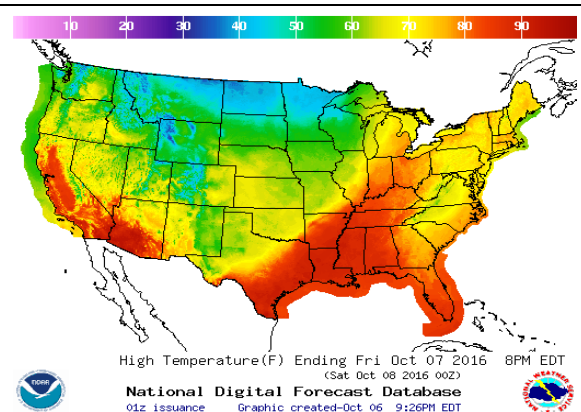 10 20 30 40 50 60 70 80 90
High Temperature(F) Ending Fri Oct 07 2016 8PM EDT
(Sat Oct 08 2016 00Z)
National Digital Forecast Database
01z issuance Graphic created-Oct 06 9:26PM EDT
noaa